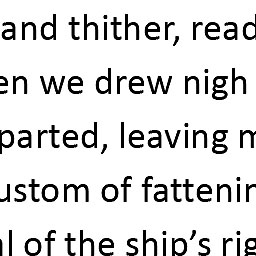 and thither, read
en we drew nigh
parted, leaving m
ustom of fattenin
l of the ship’s rig